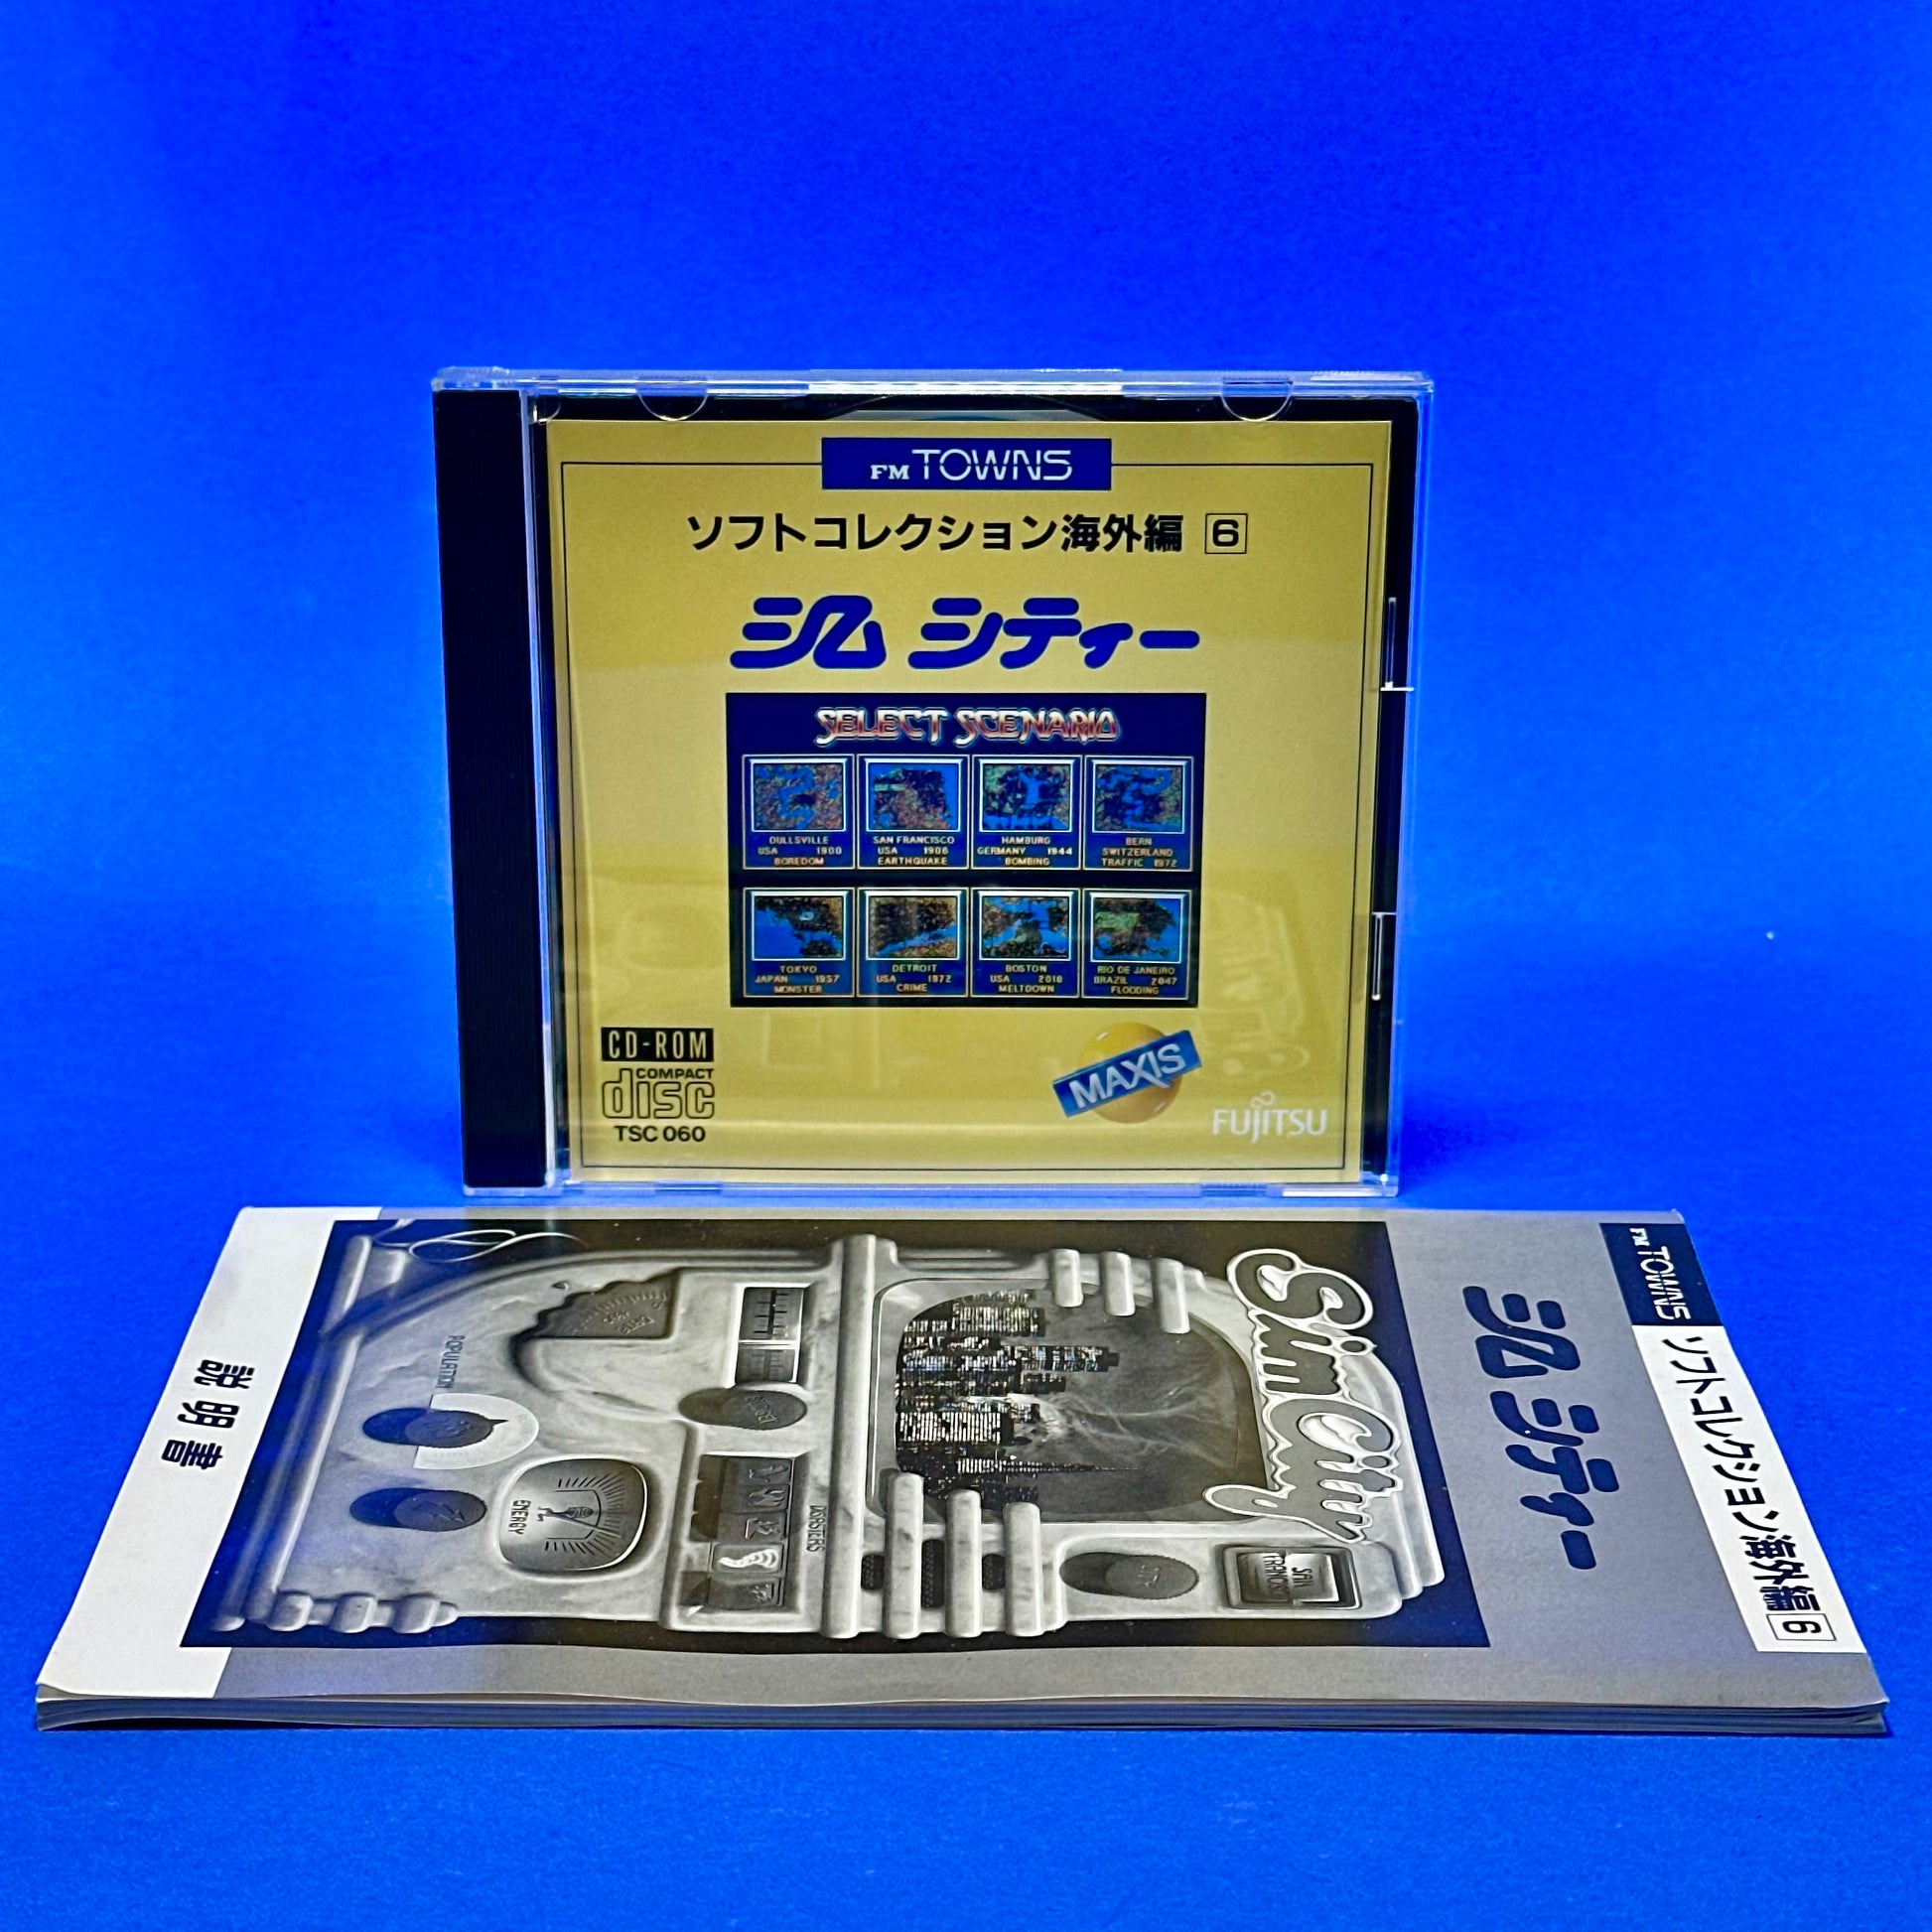 FM TOWNS
ソフトコレクション海外編 6
シム シティー
SELECT SCENARIO
DULLSVILLE
USA 1900
BOREDOM
SAN FRANCISCO
USA 1906
EARTHQUAKE
HAMBURG
GERMANY 1944
BOMBING
BERN
SWITZERLAND
TRAFFIC 1972
TOKYO
JAPAN 1957
MONSTER
DETROIT
USA 1972
CRIME
BOSTON
USA 2010
MELTDOWN
RIO DE JANEIRO
BRAZIL 2047
FLOODING
CD-ROM
COMPACT
disc
TSC 060
MAXIS
FUJITSU
FM TOWNS
ソフトコレクション海外編 6
シム シティー
SimCity
SAN
FRANCISCO
CITY
DISASTERS
POPULATION
ENERGY
説明書